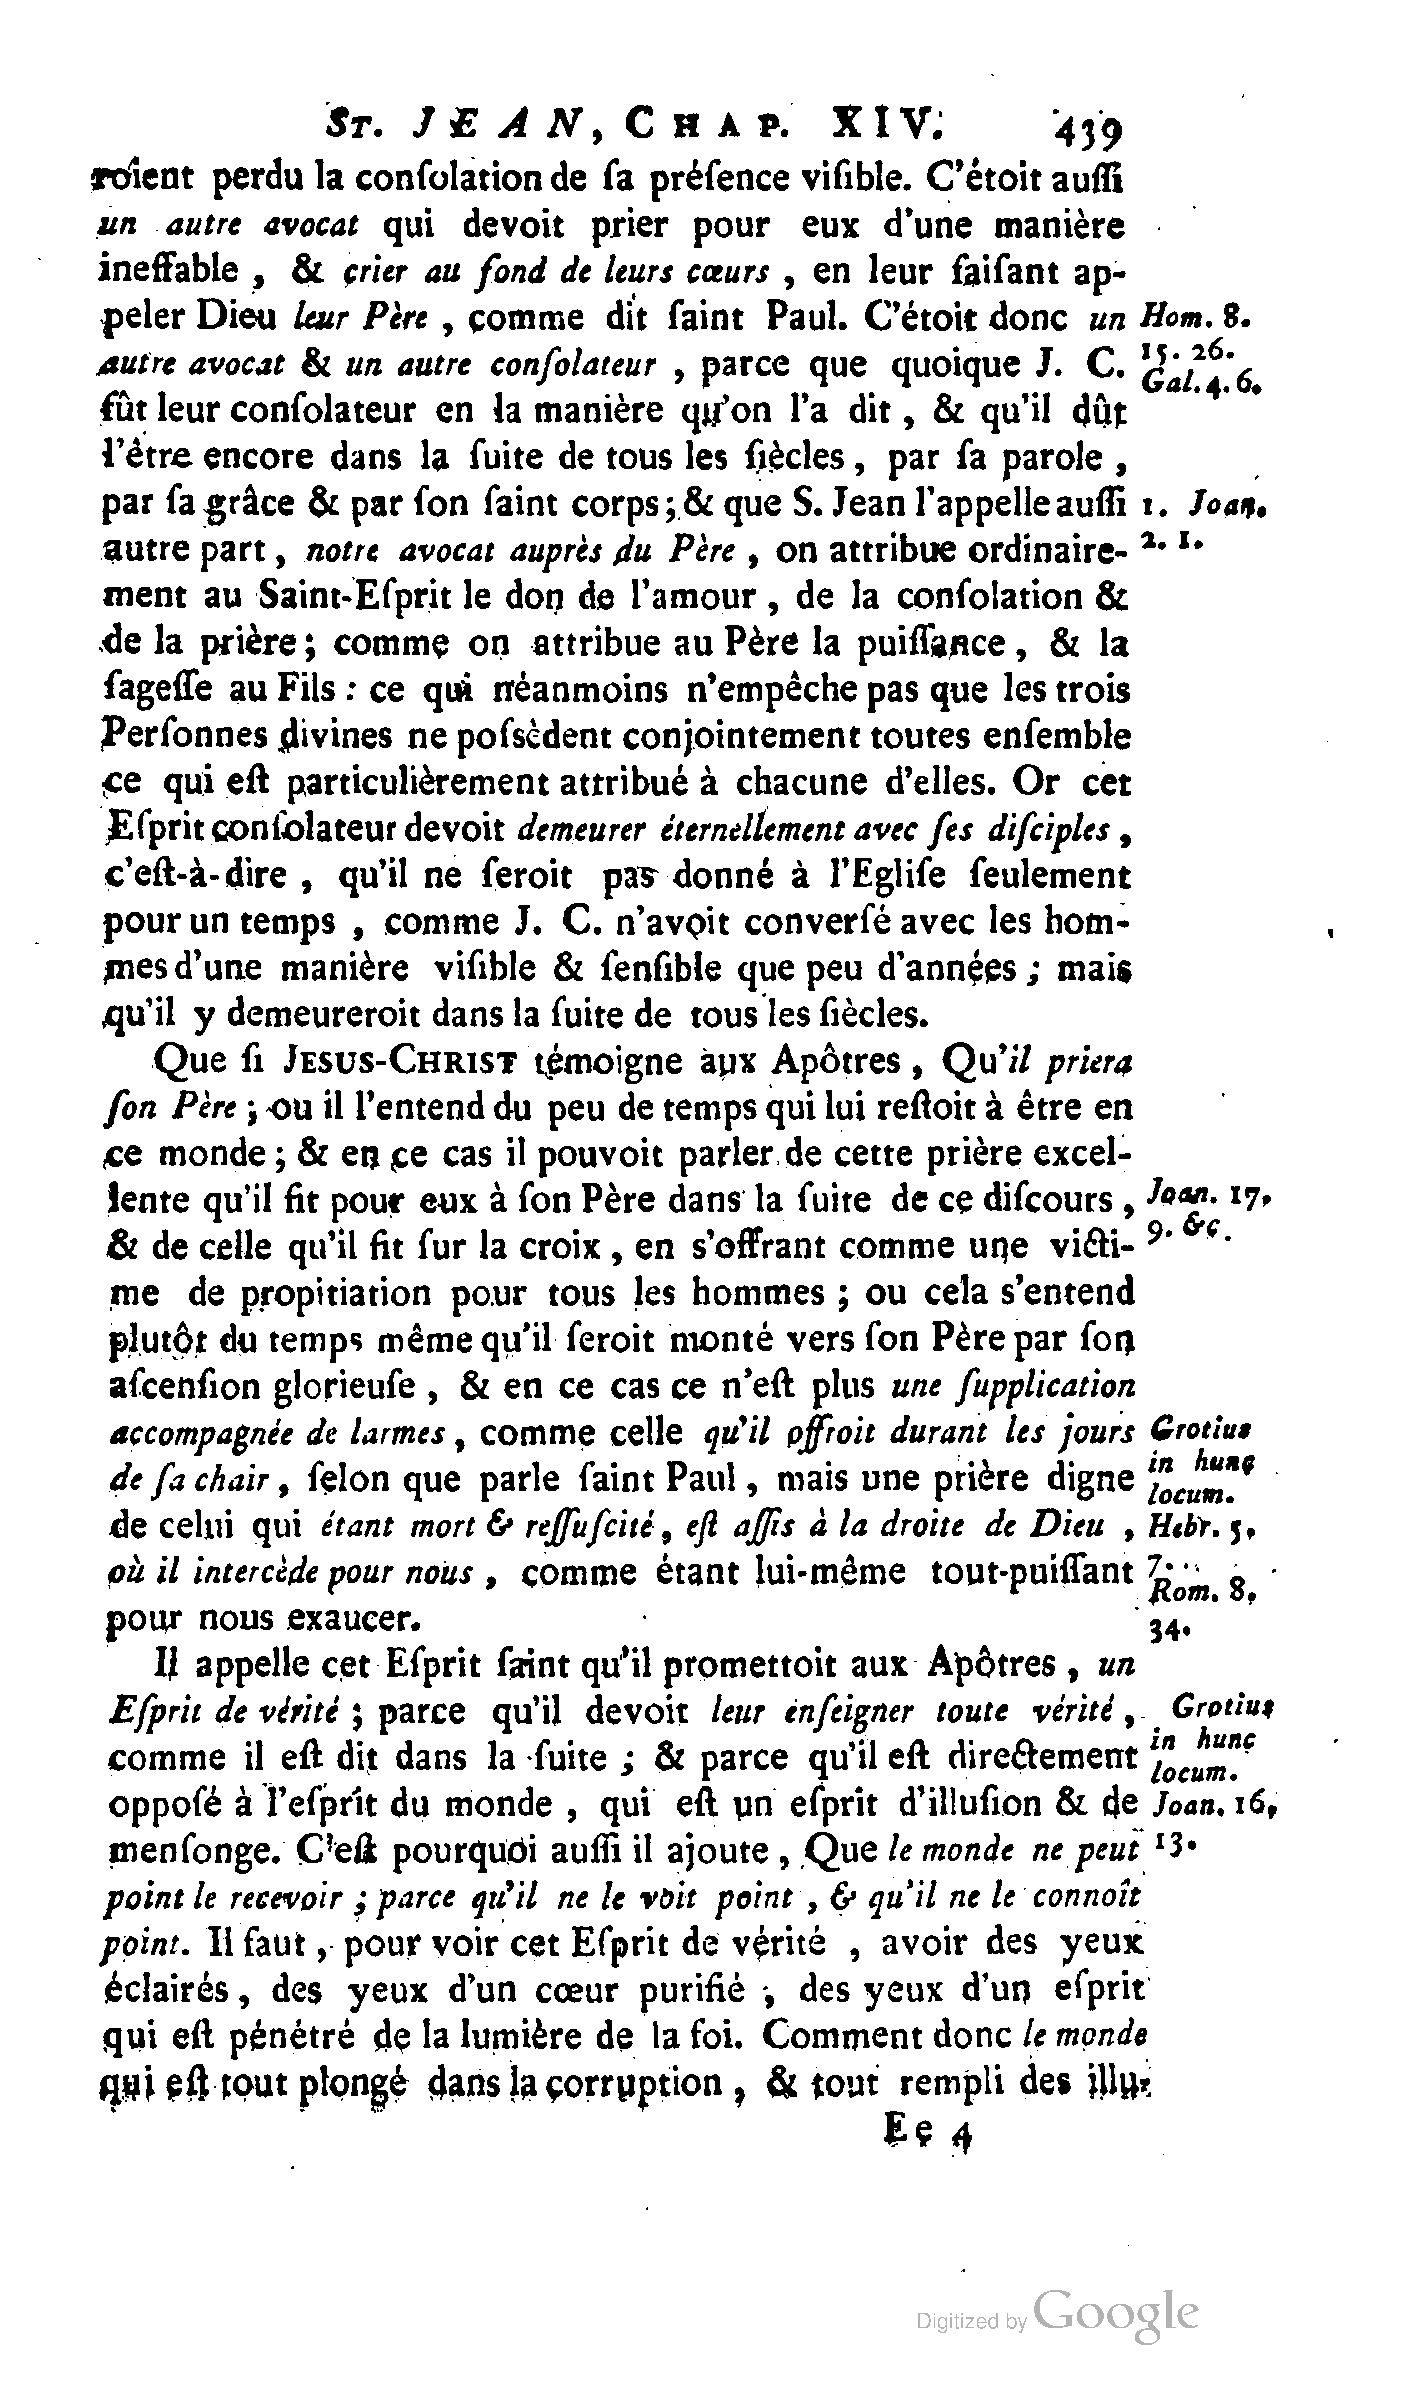 ST. JEAN, CHAP. XIV. 439
roient perdu la conſolation de ſa préſence viſible. C'étoit auſſi
un autre avocat qui devoit prier pour eux d'une manière
ineffable , & crier au fond de leurs cœurs , en leur faiſant ap-
peler Dieu leur Père , comme dit ſaint Paul. C'étoit donc un
Hom. 8.
autre avocat & un autre conſolateur , parce que quoique J. C.
15. 26.
Gal. 4. 6.
fût leur conſolateur en la manière qu'on l'a dit , & qu'il dût
l'être encore dans la ſuite de tous les ſiècles , par ſa parole ,
par ſa grâce & par ſon ſaint corps ; & que S. Jean l'appelle auſſi
1. Joan.
autre part , notre avocat auprès du Père , on attribue ordinaire-
2. 1.
ment au Saint-Eſprit le don de l'amour , de la conſolation &
de la prière ; comme on attribue au Père la puiſſance , & la
ſageſſe au Fils : ce qui néanmoins n'empêche pas que les trois
Perſonnes divines ne poſsèdent conjointement toutes enſemble
ce qui eſt particulièrement attribué à chacune d'elles. Or cet
Eſprit conſolateur devoit demeurer éternellement avec ſes diſciples ,
c'eſt-à-dire , qu'il ne ſeroit pas donné à l'Egliſe ſeulement
pour un temps , comme J. C. n'avoit converſé avec les hom-
mes d'une manière viſible & ſenſible que peu d'années ; mais
qu'il y demeureroit dans la ſuite de tous les ſiècles.
Que ſi JESUS-CHRIST témoigne aux Apôtres , Qu'il priera
ſon Père ; ou il l'entend du peu de temps qui lui reſtoit à être en
ce monde ; & en ce cas il pouvoit parler de cette prière excel-
lente qu'il fit pour eux à ſon Père dans la ſuite de ce diſcours ,
Joan. 17,
& de celle qu'il fit ſur la croix , en s'offrant comme une victi-
9. &c.
me de propitiation pour tous les hommes ; ou cela s'entend
plutôt du temps même qu'il ſeroit monté vers ſon Père par ſon
aſcenſion glorieuſe , & en ce cas ce n'eſt plus une ſupplication
accompagnée de larmes , comme celle qu'il offroit durant les jours
Grotius
de ſa chair , ſelon que parle ſaint Paul , mais une prière digne
in hunc
locum.
de celui qui étant mort & reſſuſcité , eſt aſſis à la droite de Dieu ,
Hebr. 5,
où il intercède pour nous , comme étant lui-même tout-puiſſant
7.
Rom. 8,
pour nous exaucer.
34.
Il appelle cet Eſprit ſaint qu'il promettoit aux Apôtres , un
Eſprit de vérité ; parce qu'il devoit leur enſeigner toute vérité ,
Grotius
comme il eſt dit dans la ſuite ; & parce qu'il eſt directement
in hunc
locum.
oppoſé à l'eſprit du monde , qui eſt un eſprit d'illuſion & de
Joan. 16,
menſonge. C'eſt pourquoi auſſi il ajoute , Que le monde ne peut
13.
point le recevoir ; parce qu'il ne le voit point , & qu'il ne le connoît
point. Il faut , pour voir cet Eſprit de vérité , avoir des yeux
éclairés , des yeux d'un cœur purifié , des yeux d'un eſprit
qui eſt pénétré de la lumière de la foi. Comment donc le monde
qui eſt tout plongé dans la corruption , & tout rempli des illu-
Ee 4
Digitized by Google